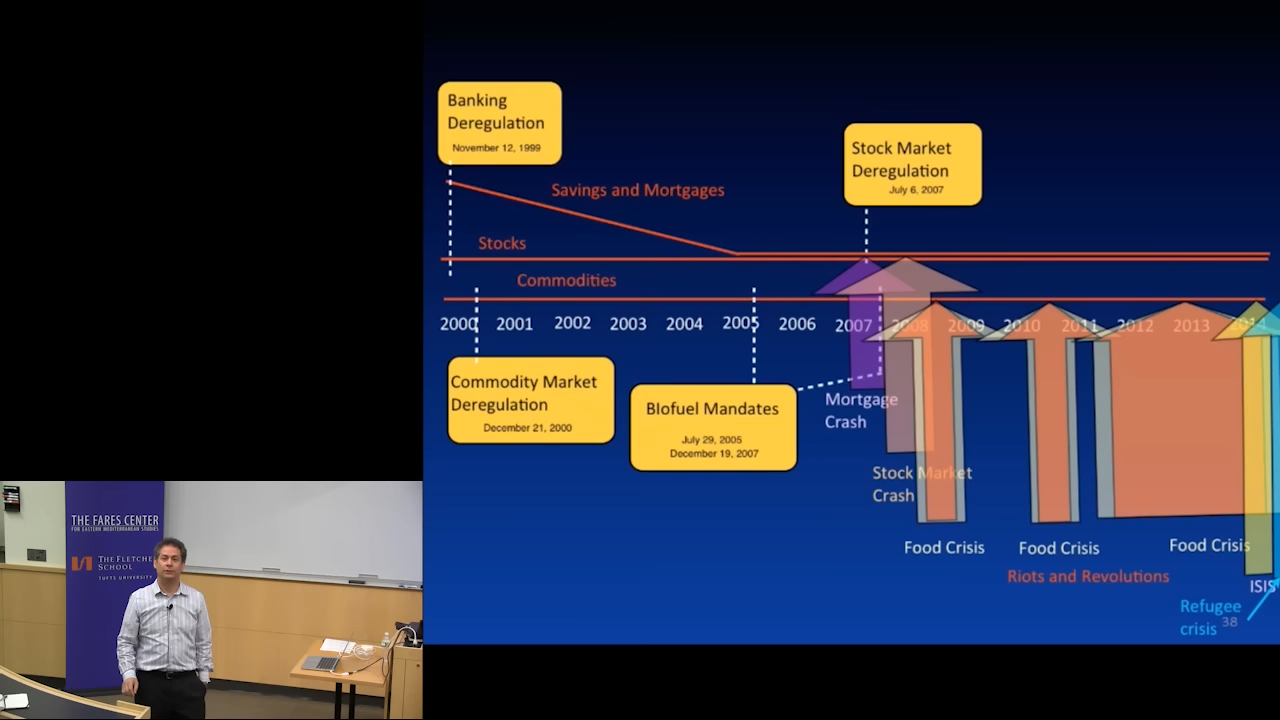 Banking
Deregulation
November 12, 1999
Stock Market
Deregulation
July 6, 2007
Savings and Mortgages
Stocks
Commodities
2000 2001 2002 2003 2004 2005 2006 2007 2008 2009 2010 2011 2012 2013 2014
Commodity Market
Deregulation
December 21, 2000
Biofuel Mandates
July 29, 2005
December 19, 2007
Mortgage
Crash
Stock Market
Crash
Food Crisis
Food Crisis
Food Crisis
Riots and Revolutions
ISIS
Refugee
crisis
38
THE FARES CENTER
FOR EASTERN MEDITERRANEAN STUDIES
THE FLETCHE
SCHOOL
TUFTS UNIVERSITY